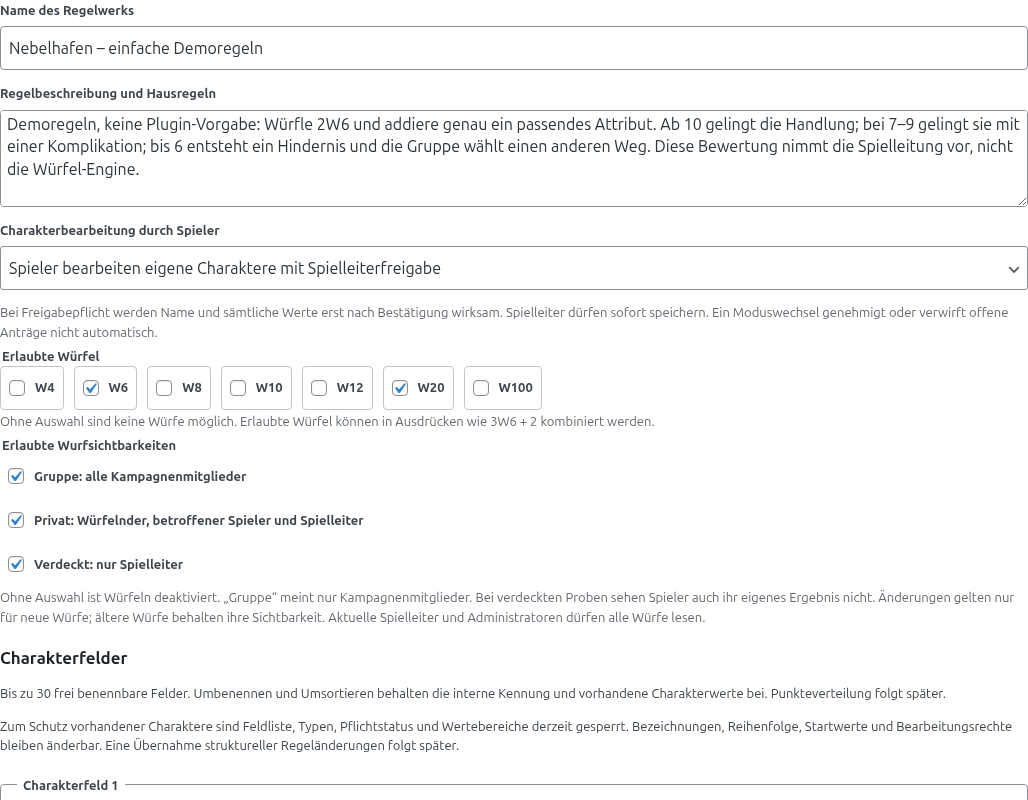 Name des Regelwerks
Nebelhafen – einfache Demoregeln
Regelbeschreibung und Hausregeln
Demoregeln, keine Plugin-Vorgabe: Würfle 2W6 und addiere genau ein passendes Attribut. Ab 10 gelingt die Handlung; bei 7–9 gelingt sie mit
einer Komplikation; bis 6 entsteht ein Hindernis und die Gruppe wählt einen anderen Weg. Diese Bewertung nimmt die Spielleitung vor, nicht
die Würfel-Engine.
Charakterbearbeitung durch Spieler
Spieler bearbeiten eigene Charaktere mit Spielleiterfreigabe
Bei Freigabepflicht werden Name und sämtliche Werte erst nach Bestätigung wirksam. Spielleiter dürfen sofort speichern. Ein Moduswechsel genehmigt oder verwirft offene
Anträge nicht automatisch.
Erlaubte Würfel
W4 W6 W8 W10 W12 W20 W100
Ohne Auswahl sind keine Würfe möglich. Erlaubte Würfel können in Ausdrücken wie 3W6 + 2 kombiniert werden.
Erlaubte Wurfsichtbarkeiten
Gruppe: alle Kampagnenmitglieder
Privat: Würfelnder, betroffener Spieler und Spielleiter
Verdeckt: nur Spielleiter
Ohne Auswahl ist Würfeln deaktiviert. „Gruppe“ meint nur Kampagnenmitglieder. Bei verdeckten Proben sehen Spieler auch ihr eigenes Ergebnis nicht. Änderungen gelten nur
für neue Würfe; ältere Würfe behalten ihre Sichtbarkeit. Aktuelle Spielleiter und Administratoren dürfen alle Würfe lesen.
Charakterfelder
Bis zu 30 frei benennbare Felder. Umbenennen und Umsortieren behalten die interne Kennung und vorhandene Charakterwerte bei. Punkteverteilung folgt später.
Zum Schutz vorhandener Charaktere sind Feldliste, Typen, Pflichtstatus und Wertebereiche derzeit gesperrt. Bezeichnungen, Reihenfolge, Startwerte und Bearbeitungsrechte
bleiben änderbar. Eine Übernahme struktureller Regeländerungen folgt später.
Charakterfeld 1